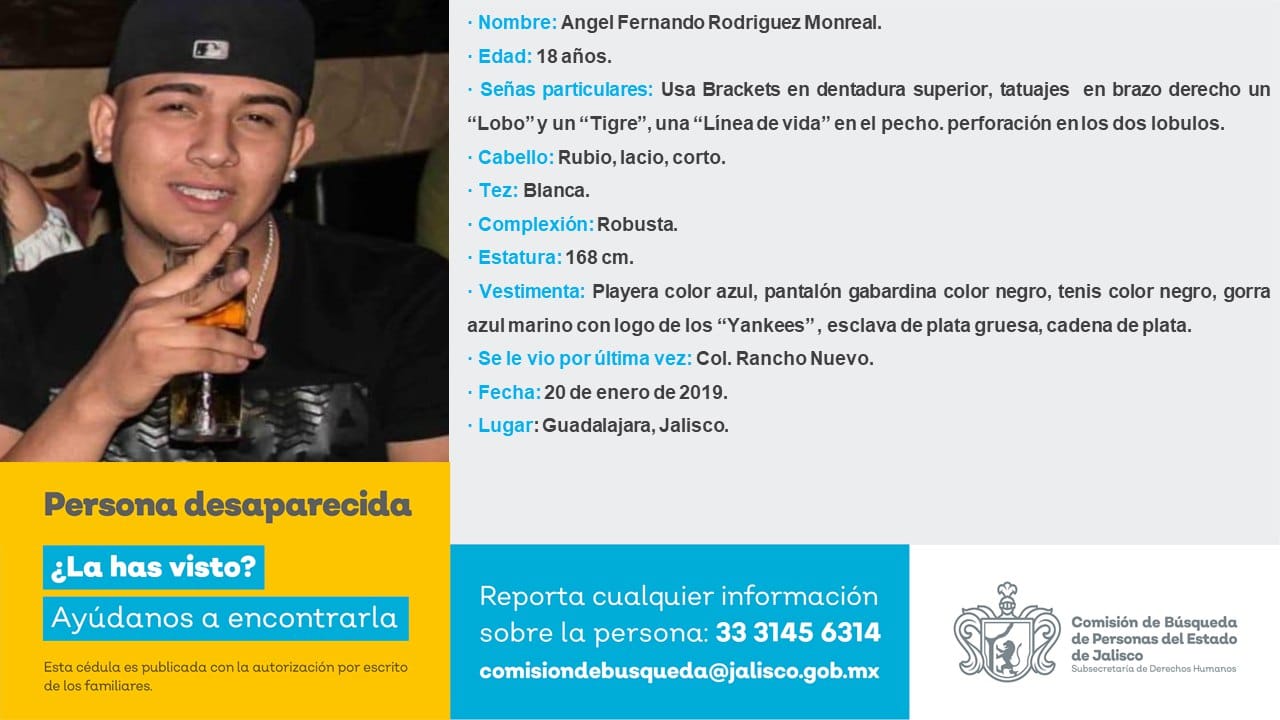 · Nombre: Angel Fernando Rodriguez Monreal.
· Edad: 18 años.
· Señas particulares: Usa Brackets en dentadura superior, tatuajes en brazo derecho un
“Lobo” y un “Tigre”, una “Línea de vida” en el pecho. perforación en los dos lobulos.
· Cabello: Rubio, lacio, corto.
· Tez: Blanca.
· Complexión: Robusta.
· Estatura: 168 cm.
· Vestimenta: Playera color azul, pantalón gabardina color negro, tenis color negro, gorra
azul marino con logo de los “Yankees” , esclava de plata gruesa, cadena de plata.
· Se le vio por última vez: Col. Rancho Nuevo.
· Fecha: 20 de enero de 2019.
· Lugar: Guadalajara, Jalisco.
Persona desaparecida
¿La has visto?
Ayúdanos a encontrarla
Esta cédula es publicada con la autorización por escrito
de los familiares.
Reporta cualquier información
sobre la persona: 33 3145 6314
comisiondebusqueda@jalisco.gob.mx
Comisión de Búsqueda
de Personas del Estado
de Jalisco
Subsecretaría de Derechos Humanos